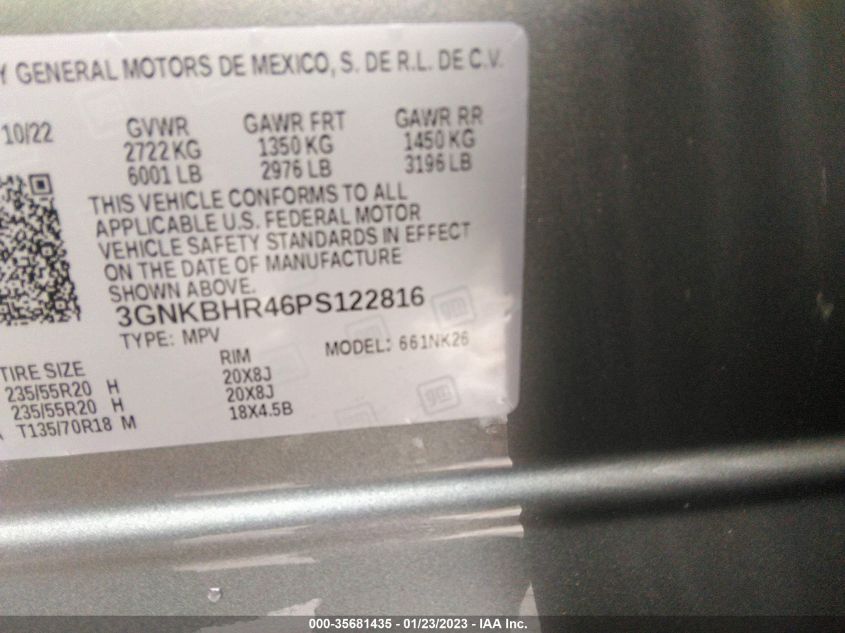 Y GENERAL MOTORS DE MEXICO, S. DE R.L. DE C.V.
10/22 GVWR GAWR FRT GAWR RR
2722 KG 1350 KG 1450 KG
6001 LB 2976 LB 3196 LB
THIS VEHICLE CONFORMS TO ALL
APPLICABLE U.S. FEDERAL MOTOR
VEHICLE SAFETY STANDARDS IN EFFECT
ON THE DATE OF MANUFACTURE
SHOWN ABOVE.
3GNKBHR46PS122816
TYPE: MPV MODEL: 661NK26
TIRE SIZE RIM
235/55R20 H 20X8J
235/55R20 H 20X8J
T135/70R18 M 18X4.5B
gm
gm
000-35681435 - 01/23/2023 - IAA Inc.